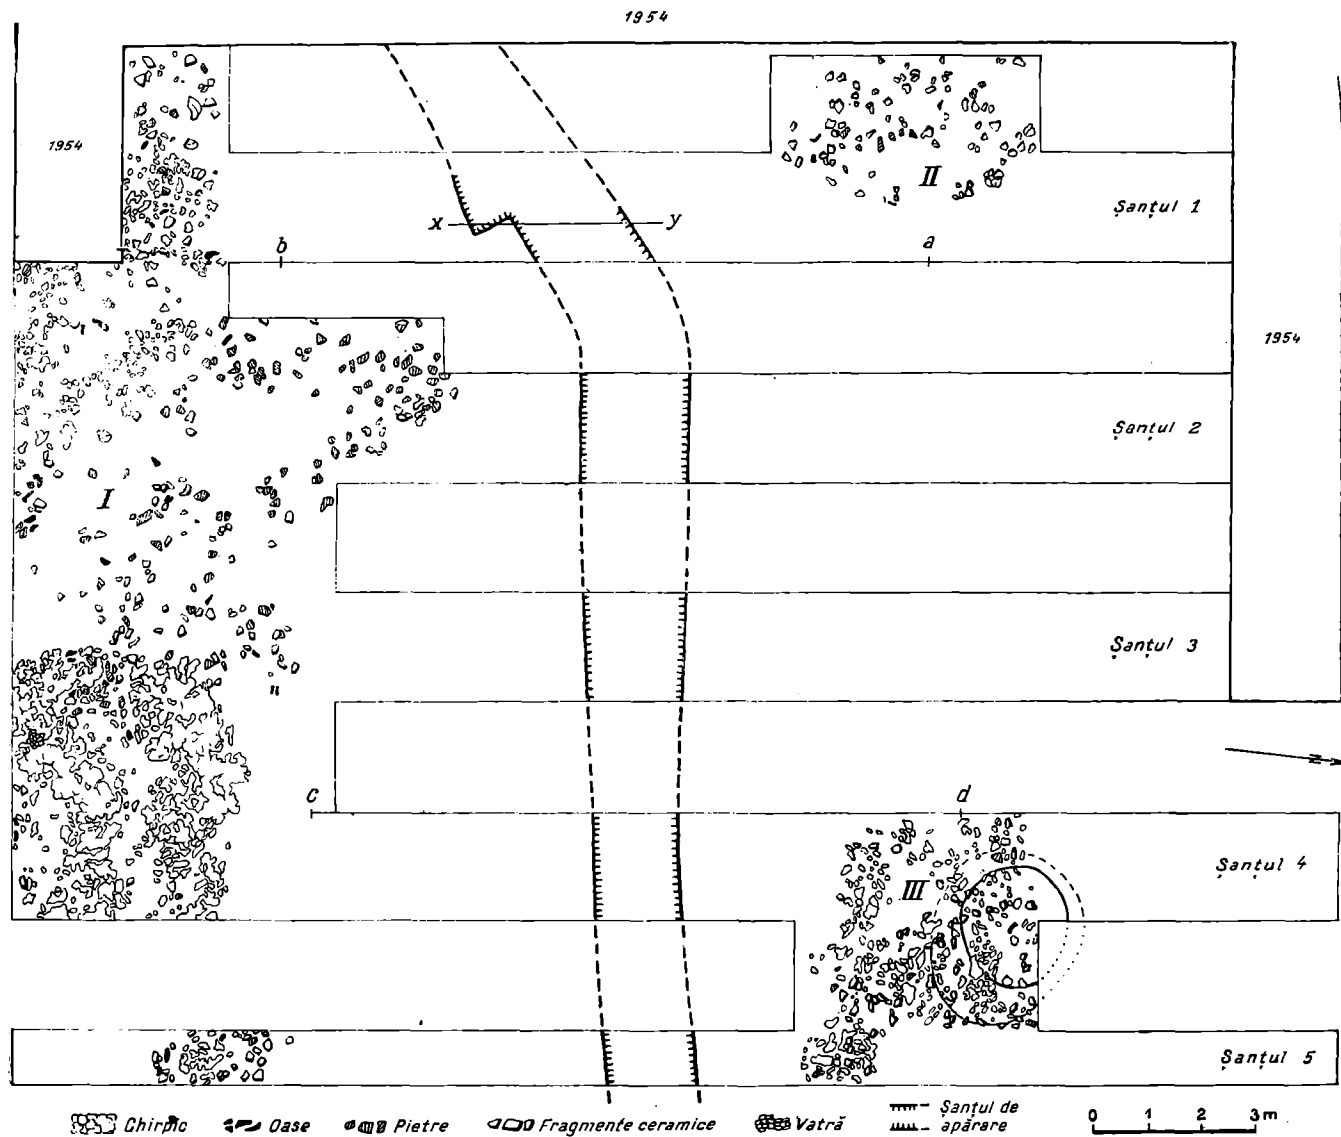 1954
1954
II
Șanțul 1
x
y
b
a
1954
Șanțul 2
I
Șanțul 3
N
c
d
III
Șanțul 4
Șanțul 5
Chirpic
Oase
Pietre
Fragmente ceramice
Vatră
Șanțul de
apărare
0 1 2 3m